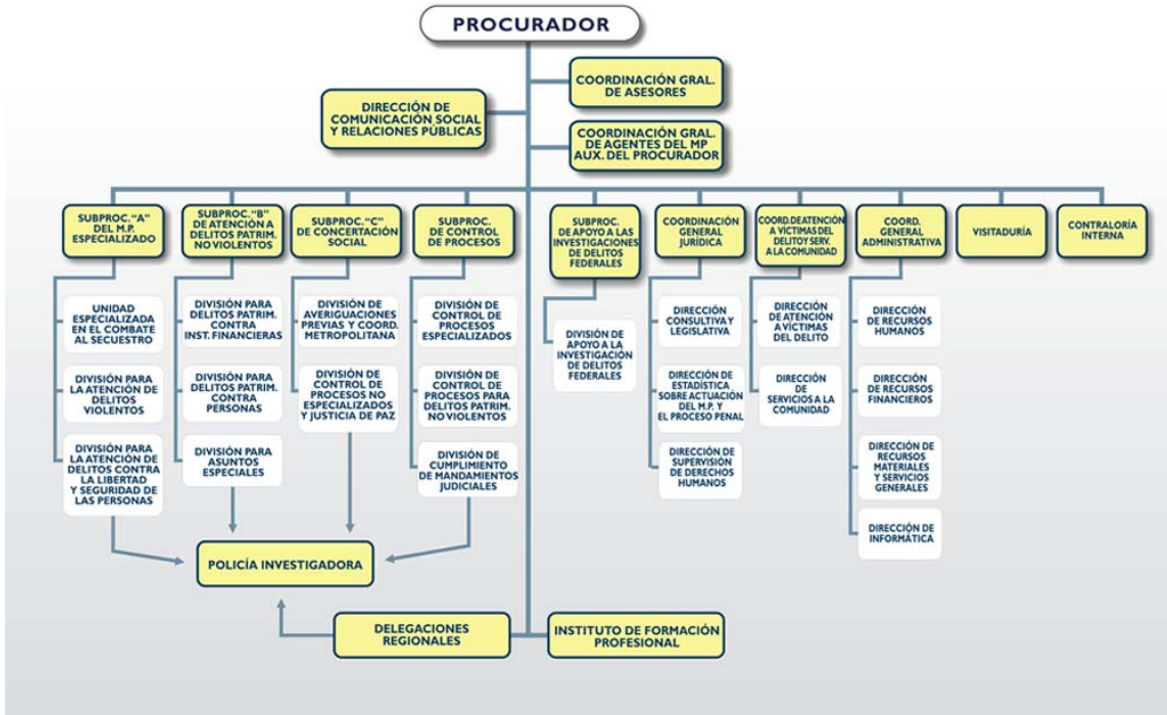 PROCURADOR
COORDINACIÓN GRAL.
DE ASESORES
DIRECCIÓN DE
COMUNICACIÓN SOCIAL
Y RELACIONES PÚBLICAS
COORDINACIÓN GRAL.
DE AGENTES DEL MP
AUX. DEL PROCURADOR
SUBPROC. “A”
DEL M.P.
ESPECIALIZADO
SUBPROC. “B”
DE ATENCIÓN A
DELITOS PATRIM.
NO VIOLENTOS
SUBPROC. “C”
DE CONCERTACIÓN
SOCIAL
SUBPROC.
DE CONTROL
DE PROCESOS
SUBPROC.
DE APOYO A LAS
INVESTIGACIONES
DE DELITOS
FEDERALES
COORDINACIÓN
GENERAL
JURÍDICA
COORD. DE ATENCIÓN
A VÍCTIMAS DEL
DELITO Y SERV.
A LA COMUNIDAD
COORD.
GENERAL
ADMINISTRATIVA
VISITADURÍA
CONTRALORÍA
INTERNA
UNIDAD
ESPECIALIZADA
EN EL COMBATE
AL SECUESTRO
DIVISIÓN PARA
LA ATENCIÓN DE
DELITOS
VIOLENTOS
DIVISIÓN PARA
LA ATENCIÓN DE
DELITOS CONTRA
LA LIBERTAD
Y SEGURIDAD DE
LAS PERSONAS
DIVISIÓN PARA
DELITOS PATRIM.
CONTRA
INST. FINANCIERAS
DIVISIÓN PARA
DELITOS PATRIM.
CONTRA
PERSONAS
DIVISIÓN PARA
ASUNTOS
ESPECIALES
DIVISIÓN DE
AVERIGUACIONES
PREVIAS Y COORD.
METROPOLITANA
DIVISIÓN DE
CONTROL DE
PROCESOS NO
ESPECIALIZADOS
Y JUSTICIA DE PAZ
DIVISIÓN DE
CONTROL DE
PROCESOS
ESPECIALIZADOS
DIVISIÓN DE
CONTROL DE
PROCESOS PARA
DELITOS PATRIM.
NO VIOLENTOS
DIVISIÓN DE
CUMPLIMIENTO
DE MANDAMIENTOS
JUDICIALES
DIVISIÓN DE
APOYO A LA
INVESTIGACIÓN
DE DELITOS
FEDERALES
DIRECCIÓN
CONSULTIVA Y
LEGISLATIVA
DIRECCIÓN DE
ESTADÍSTICA
SOBRE ACTUACIÓN
DEL M.P. Y
EL PROCESO PENAL
DIRECCIÓN DE
SUPERVISIÓN
DE DERECHOS
HUMANOS
DIRECCIÓN
DE ATENCIÓN
A VÍCTIMAS
DEL DELITO
DIRECCIÓN
DE
SERVICIOS A LA
COMUNIDAD
DIRECCIÓN
DE RECURSOS
HUMANOS
DIRECCIÓN
DE RECURSOS
FINANCIEROS
DIRECCIÓN DE
RECURSOS
MATERIALES
Y SERVICIOS
GENERALES
DIRECCIÓN DE
INFORMÁTICA
POLICÍA INVESTIGADORA
DELEGACIONES
REGIONALES
INSTITUTO DE FORMACIÓN
PROFESIONAL